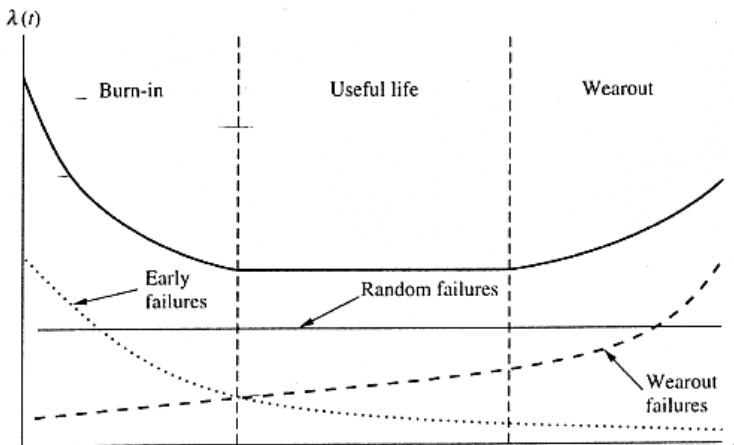 λ(t)
Burn-in
Useful life
Wearout
Early
failures
Random failures
Wearout
failures